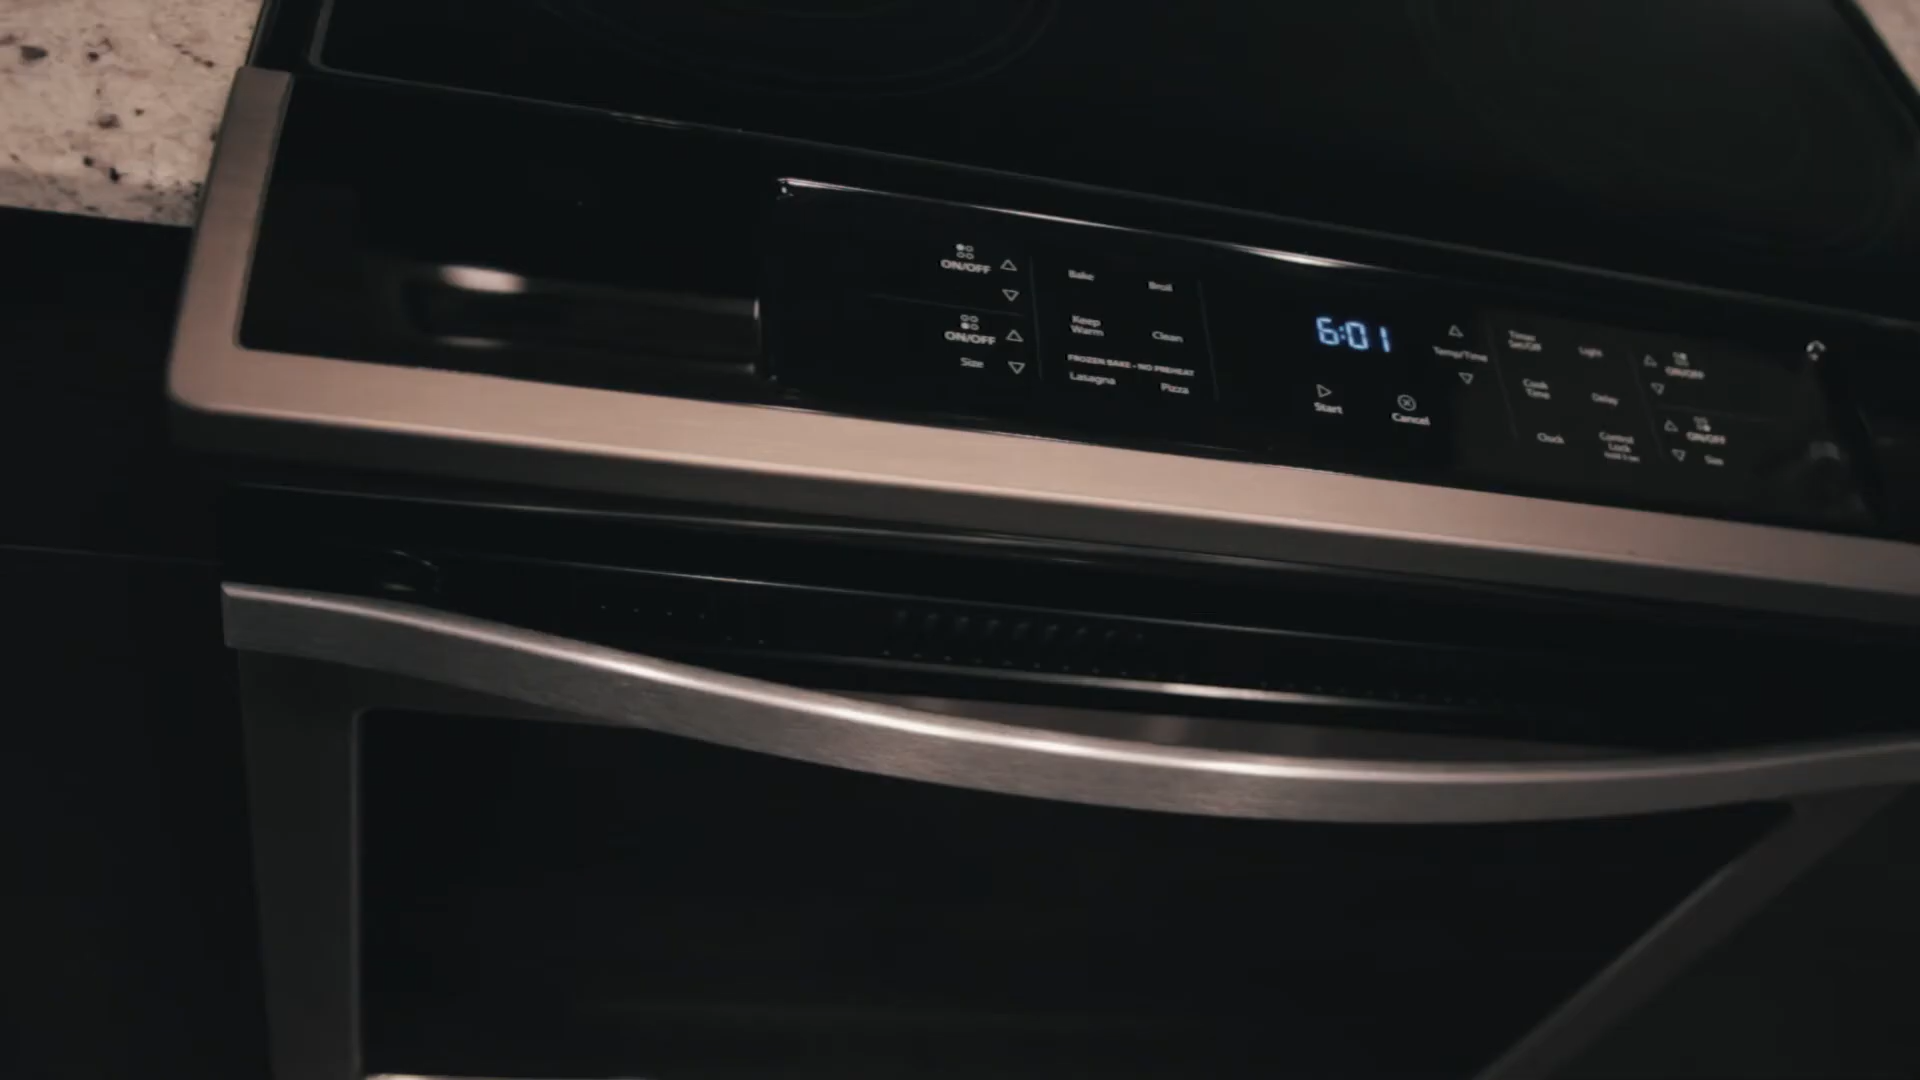 ON/OFF
ON/OFF
Size
Bake
Broil
Keep
Warm
Clean
FROZEN BAKE - NO PREHEAT
Lasagna
Pizza
6:01
Start
Cancel
Temp/Time
Timer
Set/Off
Light
Cook
Time
Delay
Clock
Control
Lock
ON/OFF
ON/OFF
Size